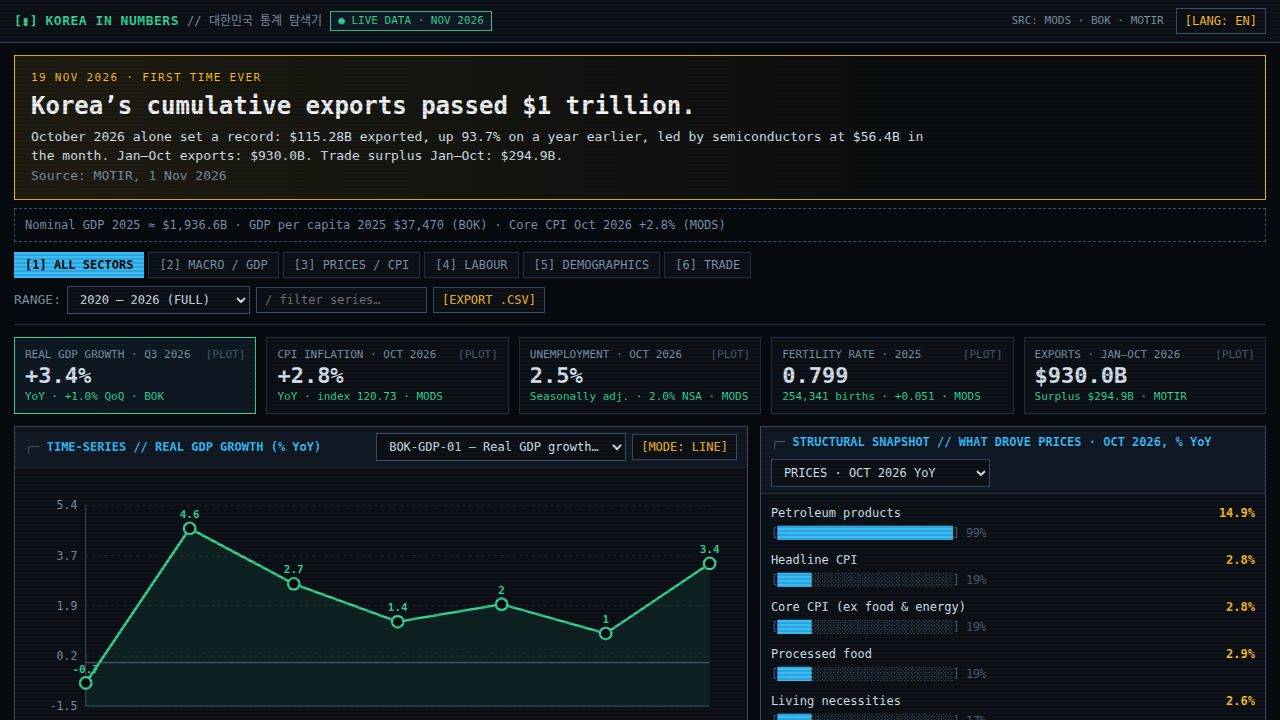 [▮] KOREA IN NUMBERS // 대한민국 통계 탐색기 ● LIVE DATA · NOV 2026 SRC: MODS · BOK · MOTIR [LANG: EN]
19 NOV 2026 · FIRST TIME EVER
Korea’s cumulative exports passed $1 trillion.
October 2026 alone set a record: $115.28B exported, up 93.7% on a year earlier, led by semiconductors at $56.4B in
the month. Jan–Oct exports: $930.0B. Trade surplus Jan–Oct: $294.9B.
Source: MOTIR, 1 Nov 2026
Nominal GDP 2025 ≈ $1,936.6B · GDP per capita 2025 $37,470 (BOK) · Core CPI Oct 2026 +2.8% (MODS)
[1] ALL SECTORS [2] MACRO / GDP [3] PRICES / CPI [4] LABOUR [5] DEMOGRAPHICS [6] TRADE
RANGE: 2020 — 2026 (FULL) / filter series… [EXPORT .CSV]
REAL GDP GROWTH · Q3 2026 [PLOT]
+3.4%
YoY · +1.0% QoQ · BOK
CPI INFLATION · OCT 2026 [PLOT]
+2.8%
YoY · index 120.73 · MODS
UNEMPLOYMENT · OCT 2026 [PLOT]
2.5%
Seasonally adj. · 2.0% NSA · MODS
FERTILITY RATE · 2025 [PLOT]
0.799
254,341 births · +0.051 · MODS
EXPORTS · JAN–OCT 2026 [PLOT]
$930.0B
Surplus $294.9B · MOTIR
┌─ TIME-SERIES // REAL GDP GROWTH (% YoY) BOK-GDP-01 — Real GDP growth… [MODE: LINE]
5.4
3.7
1.9
0.2
-1.5
4.6
2.7
1.4
2
1
3.4
┌─ STRUCTURAL SNAPSHOT // WHAT DROVE PRICES · OCT 2026, % YoY
PRICES · OCT 2026 YoY
Petroleum products 14.9%
[████████████████████████] 99%
Headline CPI 2.8%
[█████░░░░░░░░░░░░░░░░░░░] 19%
Core CPI (ex food & energy) 2.8%
[█████░░░░░░░░░░░░░░░░░░░] 19%
Processed food 2.9%
[█████░░░░░░░░░░░░░░░░░░░] 19%
Living necessities 2.6%